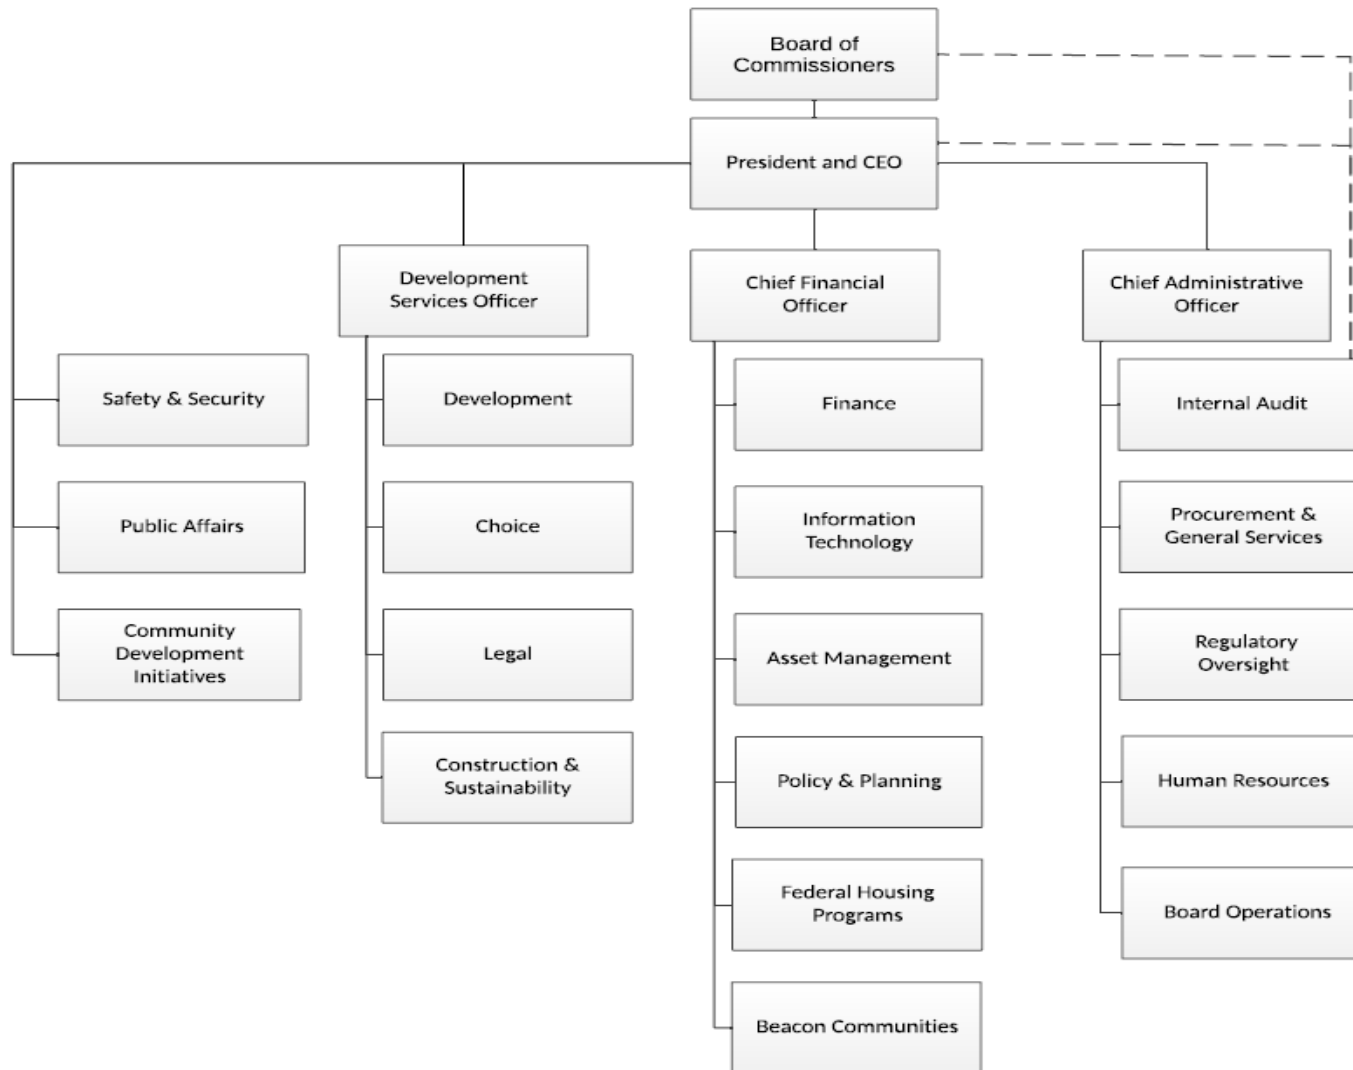 Board of
Commissioners
President and CEO
Development
Services Officer
Chief Financial
Officer
Chief Administrative
Officer
Safety & Security
Public Affairs
Community
Development
Initiatives
Development
Choice
Legal
Construction &
Sustainability
Finance
Information
Technology
Asset Management
Policy & Planning
Federal Housing
Programs
Beacon Communities
Internal Audit
Procurement &
General Services
Regulatory
Oversight
Human Resources
Board Operations